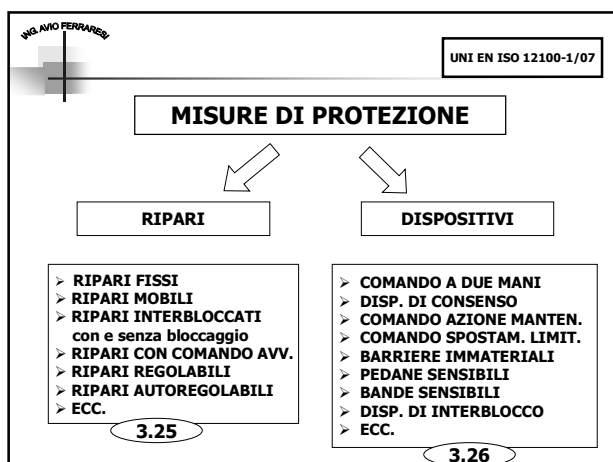 ING. AVIO FERRARESI
UNI EN ISO 12100-1/07
MISURE DI PROTEZIONE
RIPARI
➢ RIPARI FISSI
➢ RIPARI MOBILI
➢ RIPARI INTERBLOCCATI
con e senza bloccaggio
➢ RIPARI CON COMANDO AVV.
➢ RIPARI REGOLABILI
➢ RIPARI AUTOREGOLABILI
➢ ECC.
3.25
DISPOSITIVI
➢ COMANDO A DUE MANI
➢ DISP. DI CONSENSO
➢ COMANDO AZIONE MANTEN.
➢ COMANDO SPOSTAM. LIMIT.
➢ BARRIERE IMMATERIALI
➢ PEDANE SENSIBILI
➢ BANDE SENSIBILI
➢ DISP. DI INTERBLOCCO
➢ ECC.
3.26